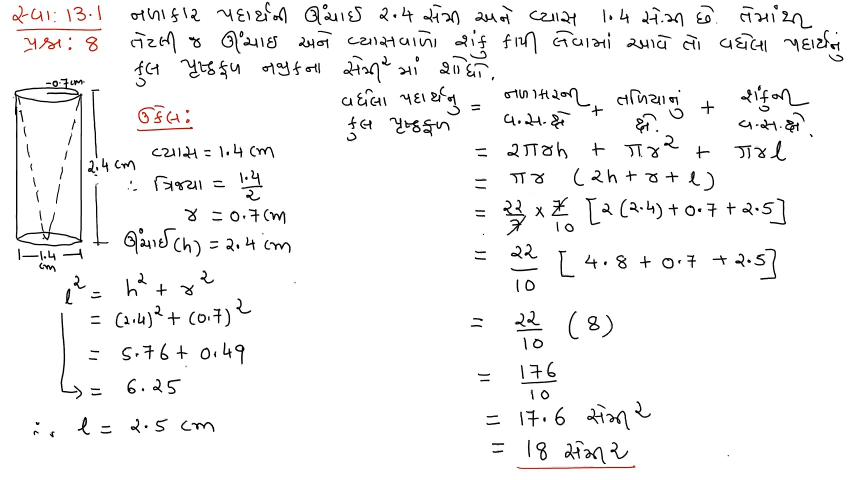 સ્વા: 13.1 નળાકાર પદાર્થની ઊંચાઈ 2.4 સેમી અને વ્યાસ 1.4 સેમી છે. તેમાંથી
પ્રશ્ન: 8 તેટલી જ ઊંચાઈ અને વ્યાસવાળો શંકુ કાપી લેવામાં આવે તો વધેલા પદાર્થનું
કુલ પૃષ્ઠફળ નજીકના સેમી² માં શોધો.
0.7cm
2.4 cm
1.4 cm
ઉકેલ:
વ્યાસ = 1.4 cm
∴ ત્રિજ્યા = 1.4/2
r = 0.7cm
ઊંચાઈ (h) = 2.4 cm
l² = h² + r²
= (2.4)² + (0.7)²
= 5.76 + 0.49
= 6.25
∴ l = 2.5 cm
વધેલા પદાર્થનું કુલ પૃષ્ઠફળ = નળાકારની વ.સ.ક્ષે + તળિયાનું ક્ષે. + શંકુની વ.સ.ક્ષે.
= 2πrh + πr² + πrl
= πr (2h + r + l)
= 22/7 × 7/10 [2 (2.4) + 0.7 + 2.5]
= 22/10 [4.8 + 0.7 + 2.5]
= 22/10 (8)
= 176/10
= 17.6 સેમી²
= 18 સેમી²